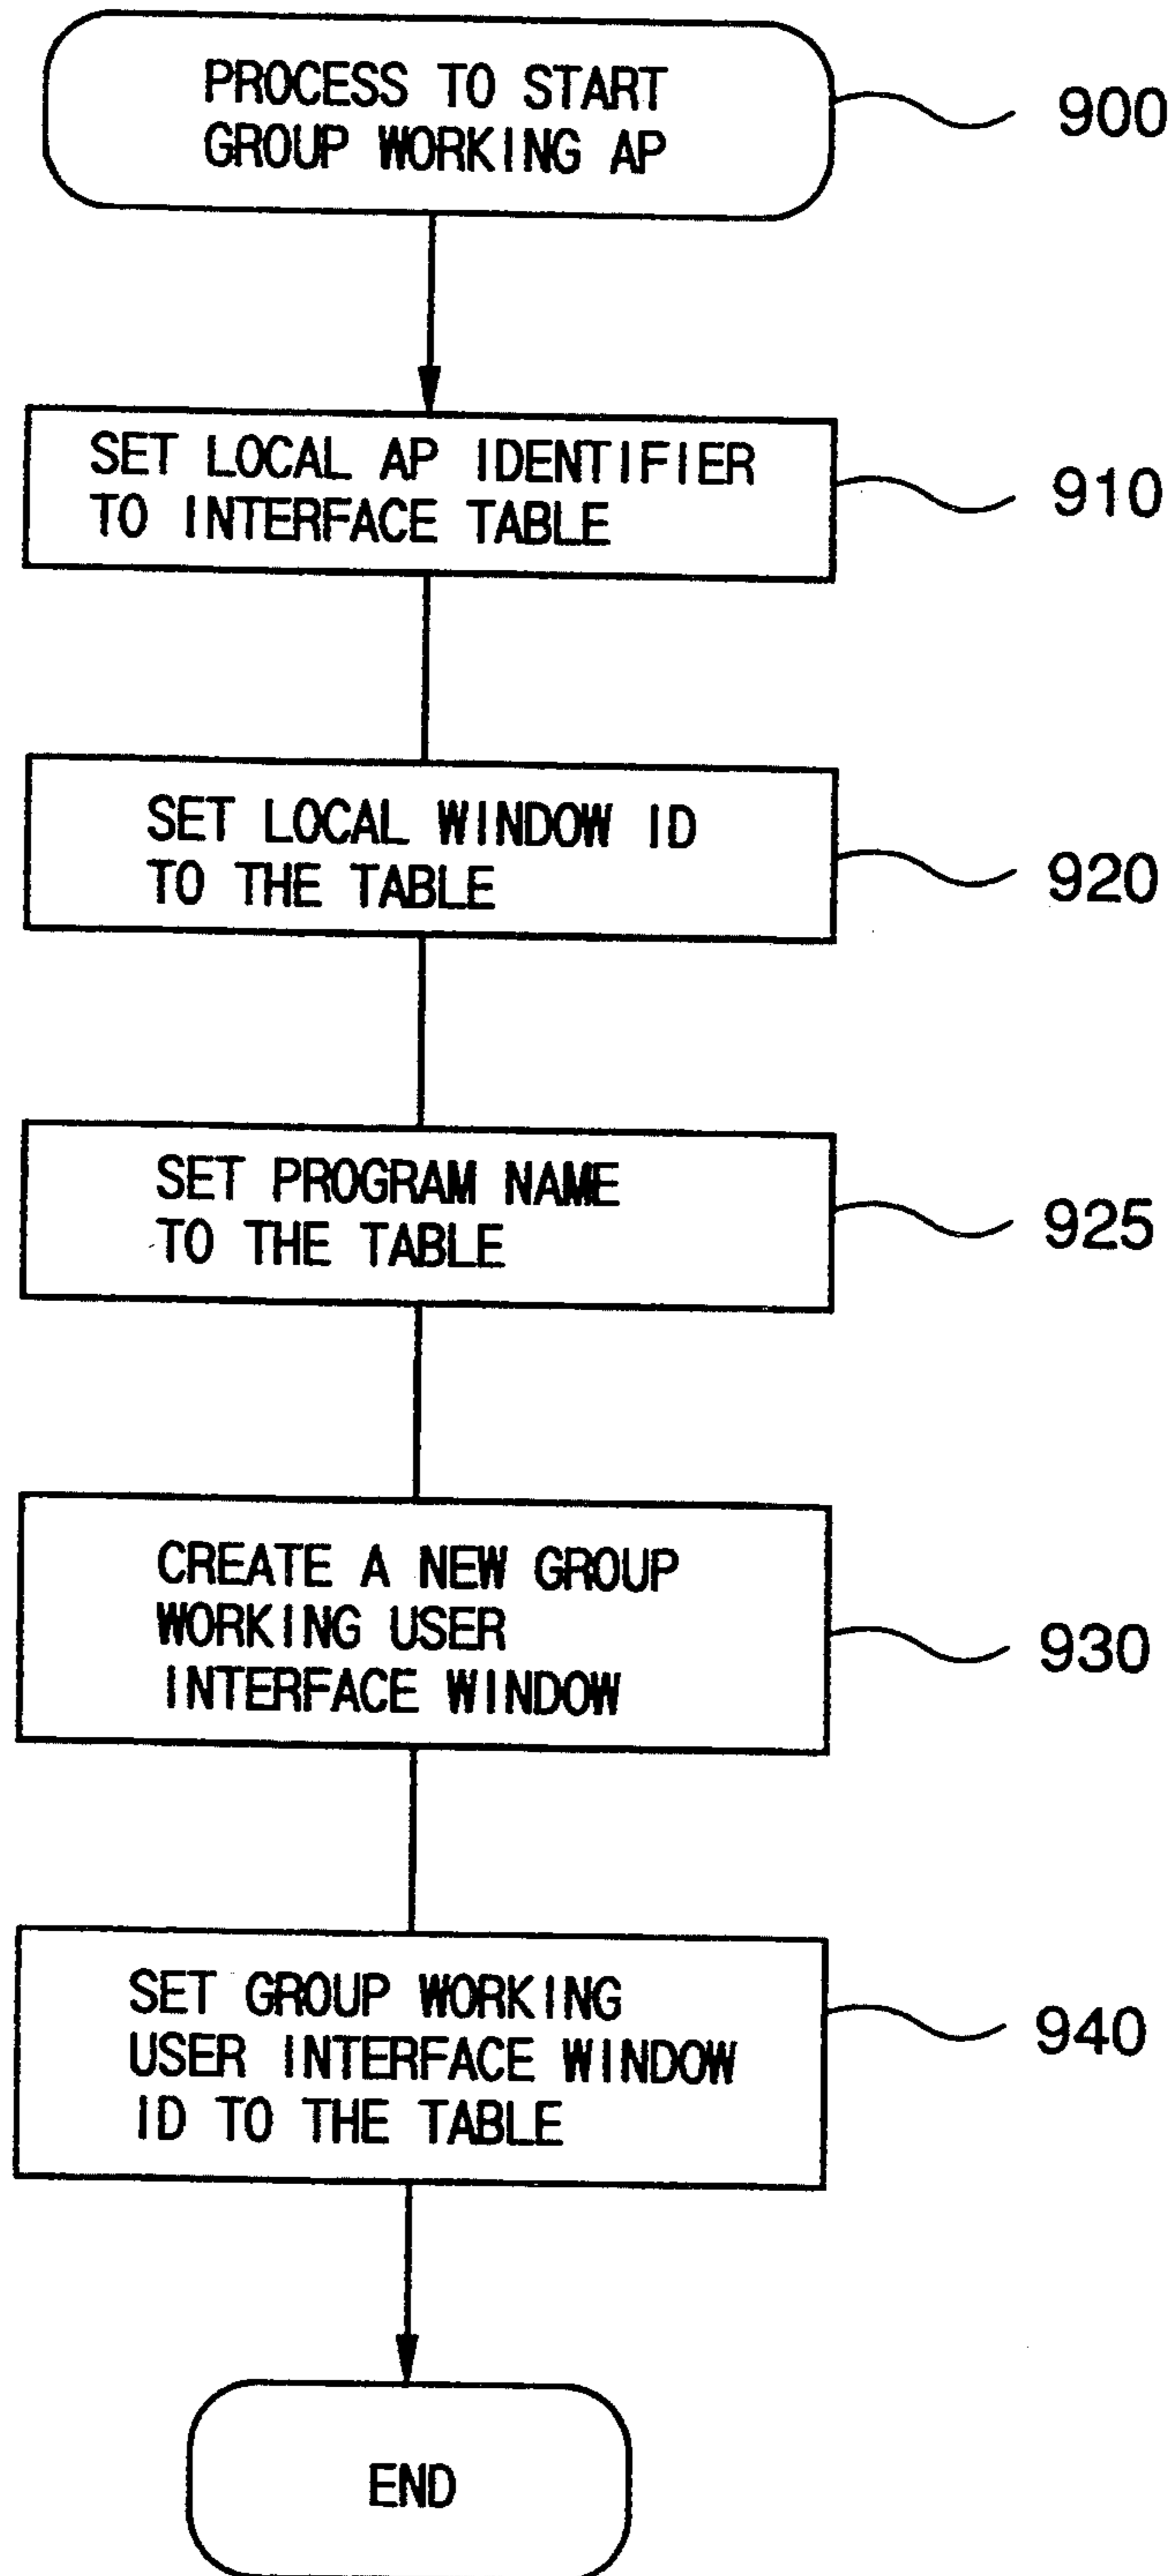 PROCESS TO START
GROUP WORKING AP
900
SET LOCAL AP IDENTIFIER
TO INTERFACE TABLE
910
SET LOCAL WINDOW ID
TO THE TABLE
920
SET PROGRAM NAME
TO THE TABLE
925
CREATE A NEW GROUP
WORKING USER
INTERFACE WINDOW
930
SET GROUP WORKING
USER INTERFACE WINDOW
ID TO THE TABLE
940
END